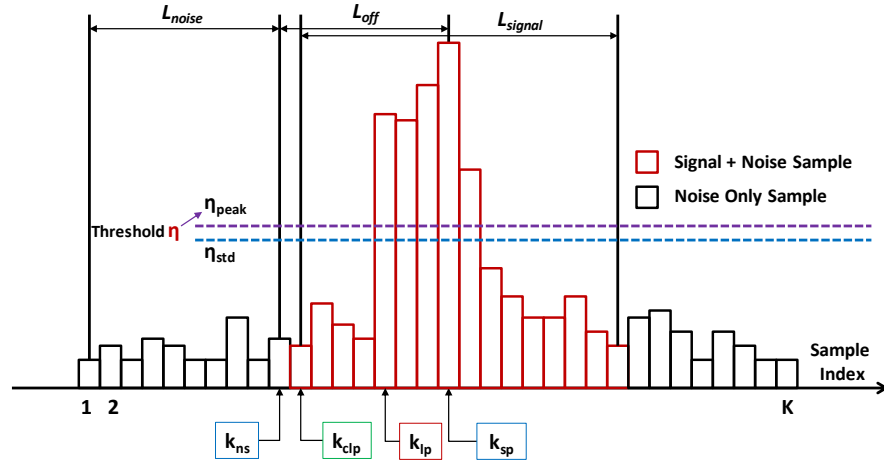 L_noise
L_off
L_signal
Signal + Noise Sample
Noise Only Sample
η_peak
Threshold η
η_std
Sample
Index
1
2
K
k_ns
k_clp
k_lp
k_sp